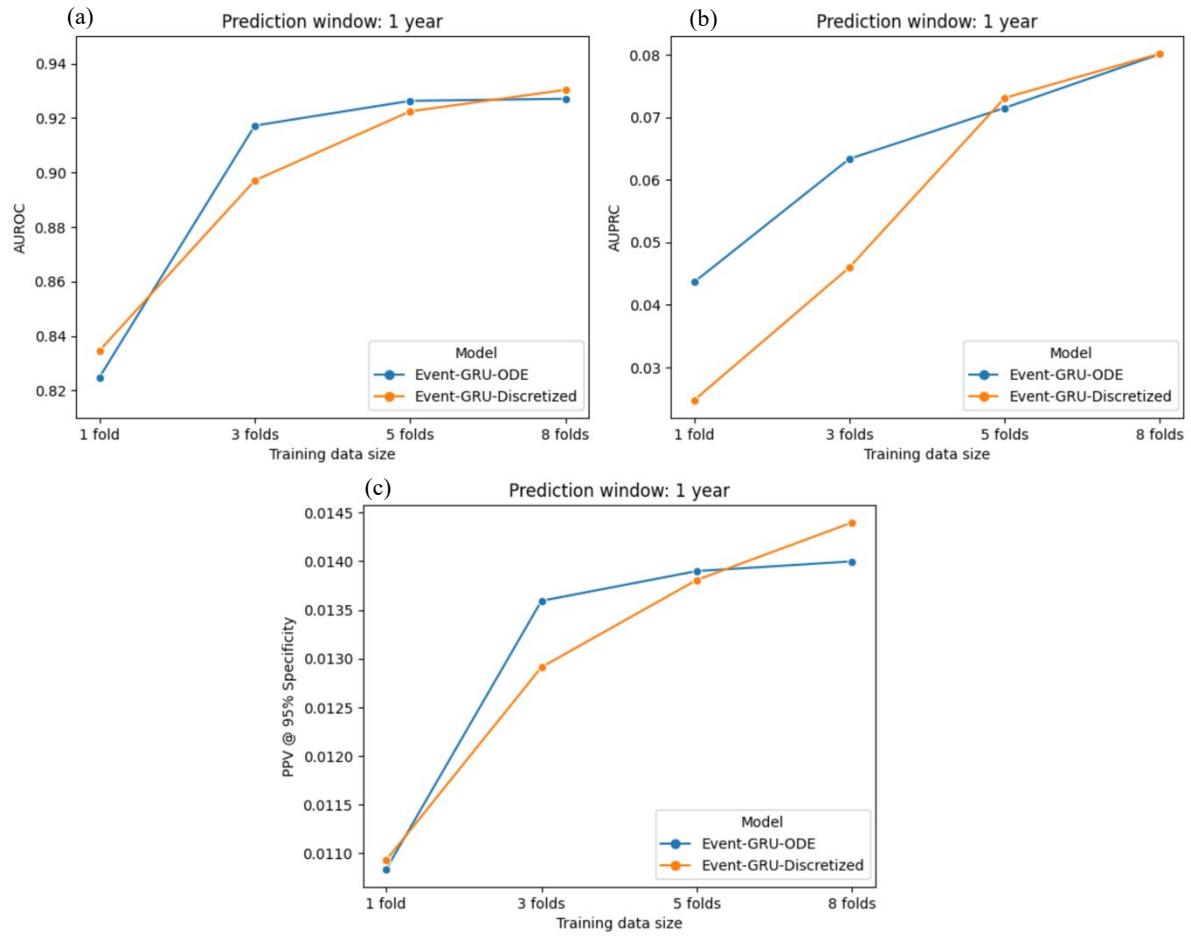 (a)
Prediction window: 1 year
0.94
0.92
0.90
0.88
0.86
0.84
0.82
AUROC
1 fold
3 folds
5 folds
8 folds
Training data size
Model
Event-GRU-ODE
Event-GRU-Discretized
(b)
Prediction window: 1 year
0.08
0.07
0.06
0.05
0.04
0.03
AUPRC
1 fold
3 folds
5 folds
8 folds
Training data size
Model
Event-GRU-ODE
Event-GRU-Discretized
(c)
Prediction window: 1 year
0.0145
0.0140
0.0135
0.0130
0.0125
0.0120
0.0115
0.0110
PPV @ 95% Specificity
1 fold
3 folds
5 folds
8 folds
Training data size
Model
Event-GRU-ODE
Event-GRU-Discretized